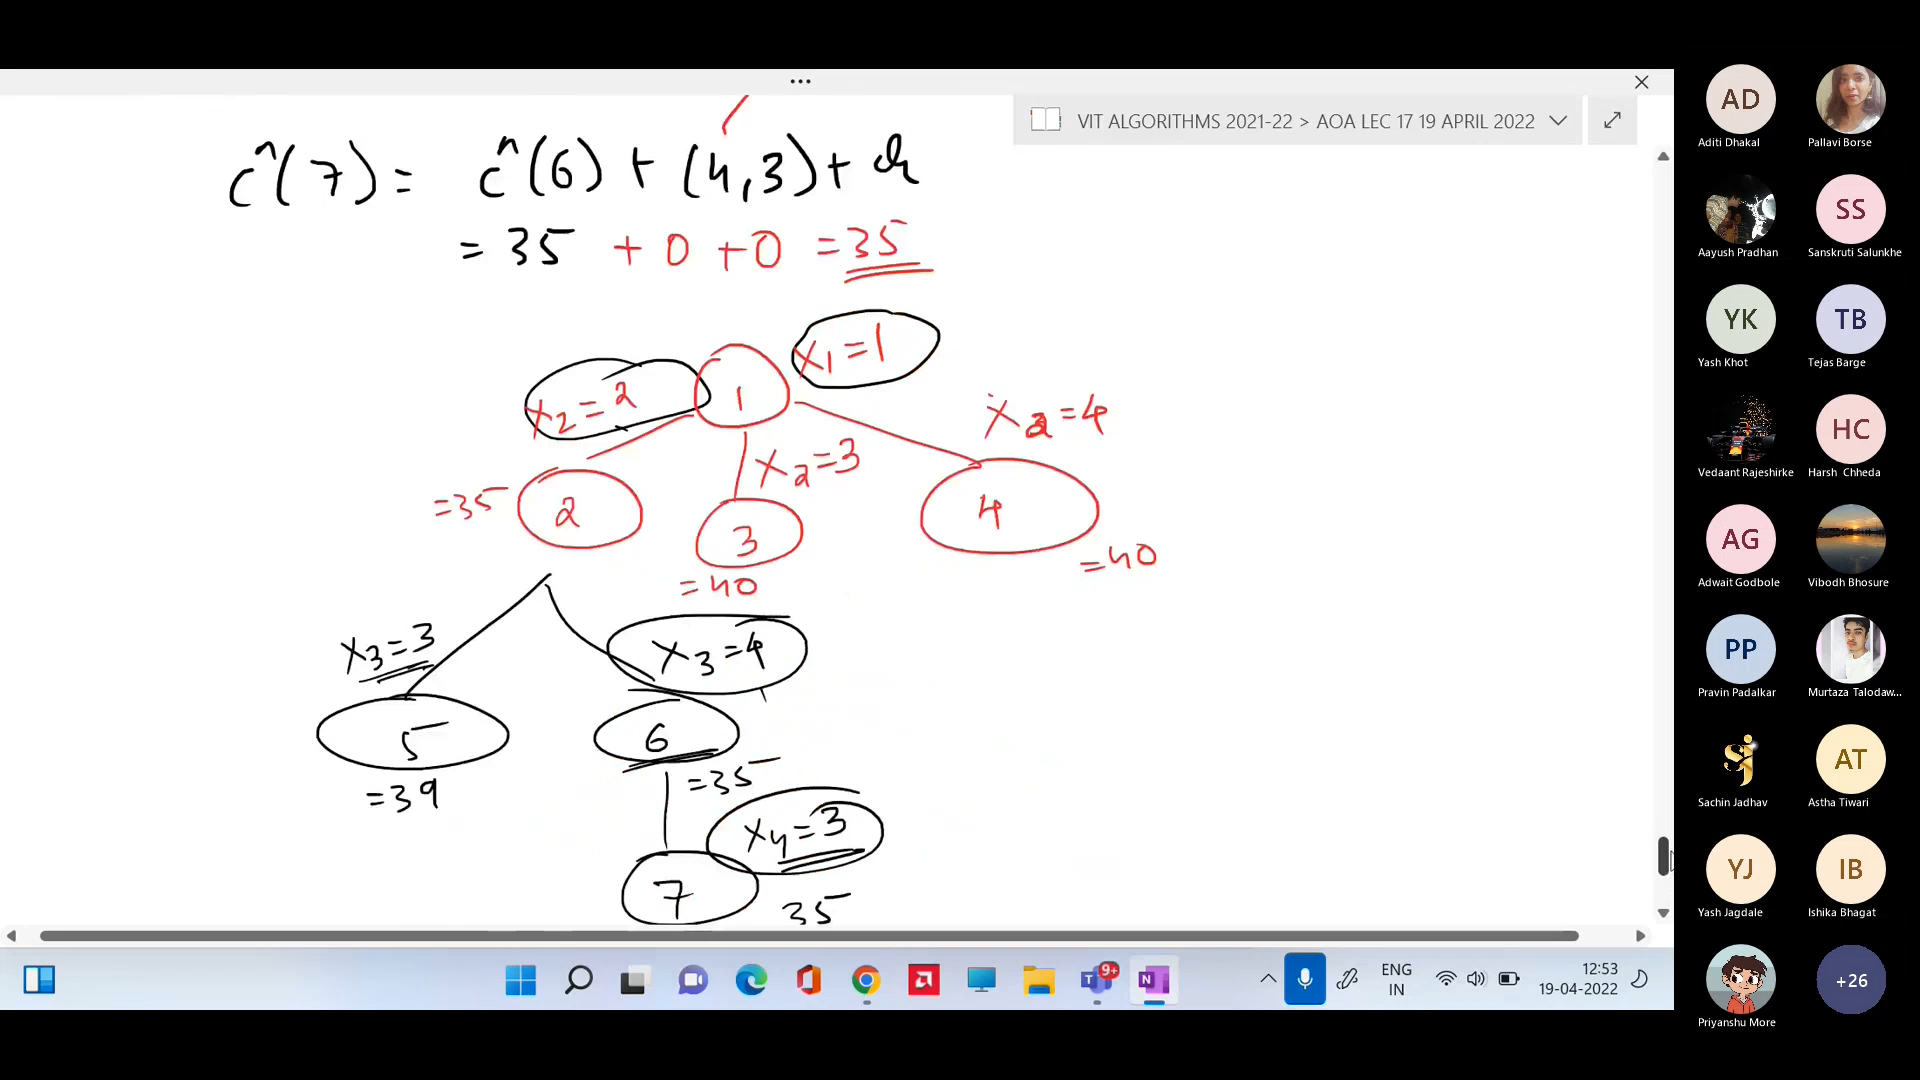 VIT ALGORITHMS 2021-22 > AOA LEC 17 19 APRIL 2022
ĉ(7) = ĉ(6) + (4,3) + r
= 35 + 0 + 0 = 35
x1 = 1
x2 = 2
1
x2 = 4
x2 = 3
= 35
2
3
4
= 40
= 40
x3 = 3
x3 = 4
5
6
= 39
= 35
x4 = 3
7
35
9+
T
ENG
IN
12:53
19-04-2022
AD
Aditi Dhakal
Pallavi Borse
Aayush Pradhan
SS
Sanskruti Salunkhe
YK
Yash Khot
TB
Tejas Barge
Vedaant Rajeshirke
HC
Harsh Chheda
AG
Adwait Godbole
Vibodh Bhosure
PP
Pravin Padalkar
Murtaza Talodaw...
Sj
Sachin Jadhav
AT
Astha Tiwari
YJ
Yash Jagdale
IB
Ishika Bhagat
Priyanshu More
+26